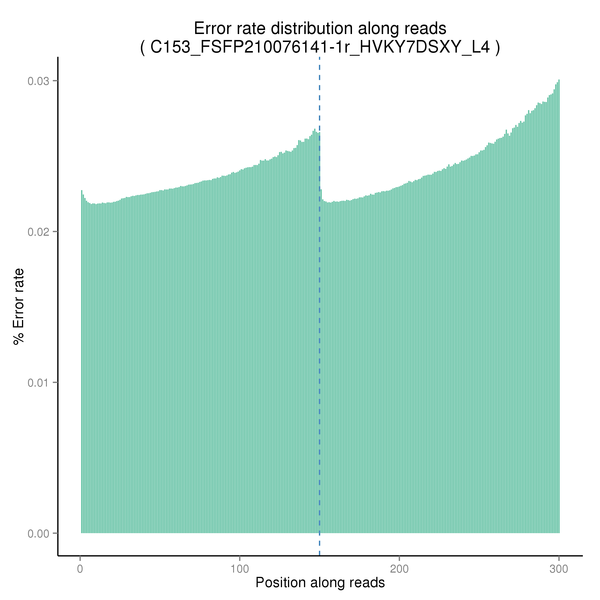 Error rate distribution along reads
( C153_FSFP210076141-1r_HVKY7DSXY_L4 )
% Error rate
0.03
0.02
0.01
0.00
0 100 200 300
Position along reads